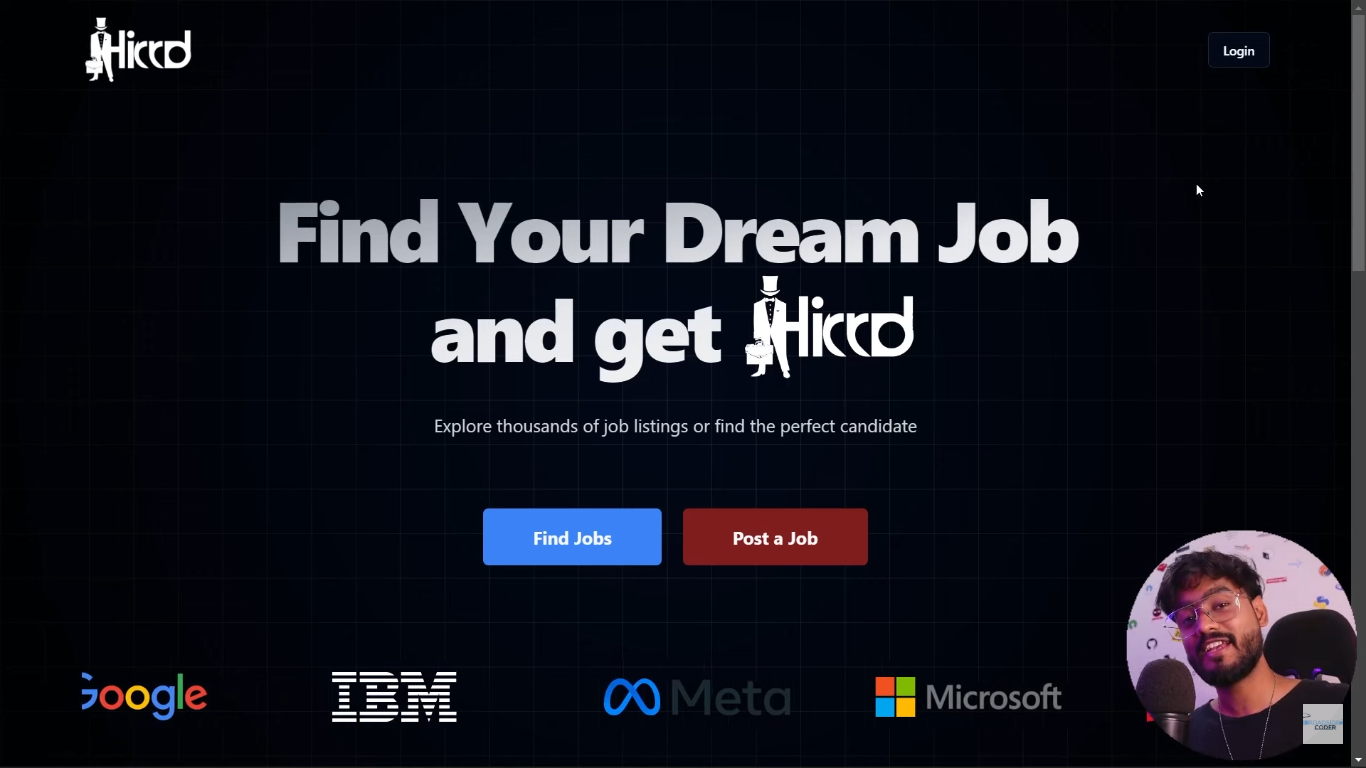 Hirrd
Login
Find Your Dream Job
and get Hirrd
Explore thousands of job listings or find the perfect candidate
Find Jobs
Post a Job
Google
IBM
Meta
Microsoft
CODER